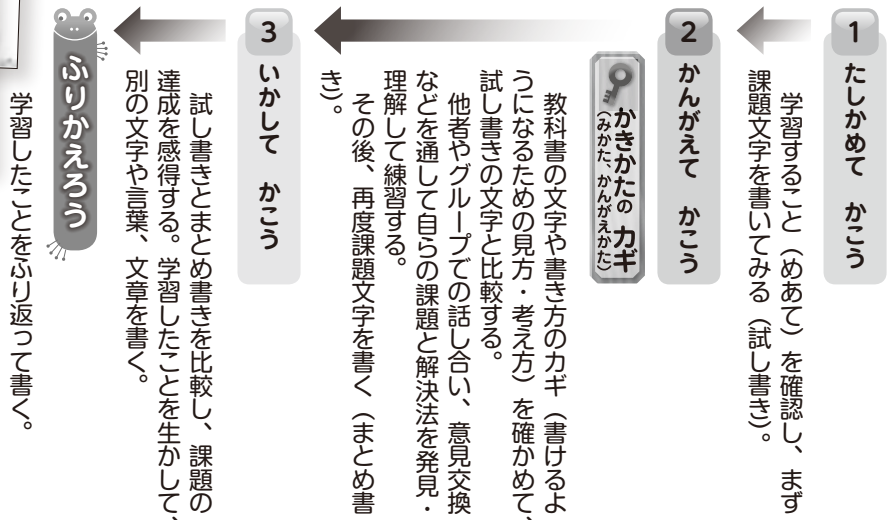 1
たしかめて　かこう
学習すること（めあて）を確認し、まず
課題文字を書いてみる（試し書き）。
2
かんがえて　かこう
かきかたの カギ
（みかた、かんがえかた）
教科書の文字や書き方のカギ（書けるよ
うになるための見方・考え方）を確かめて、
試し書きの文字と比較する。
他者やグループでの話し合い、意見交換
などを通して自らの課題と解決法を発見・
理解して練習する。
その後、再度課題文字を書く（まとめ書
き）。
3
いかして　かこう
試し書きとまとめ書きを比較し、課題の
達成を感得する。学習したことを生かして、
別の文字や言葉、文章を書く。
ふりかえろう
学習したことをふり返って書く。